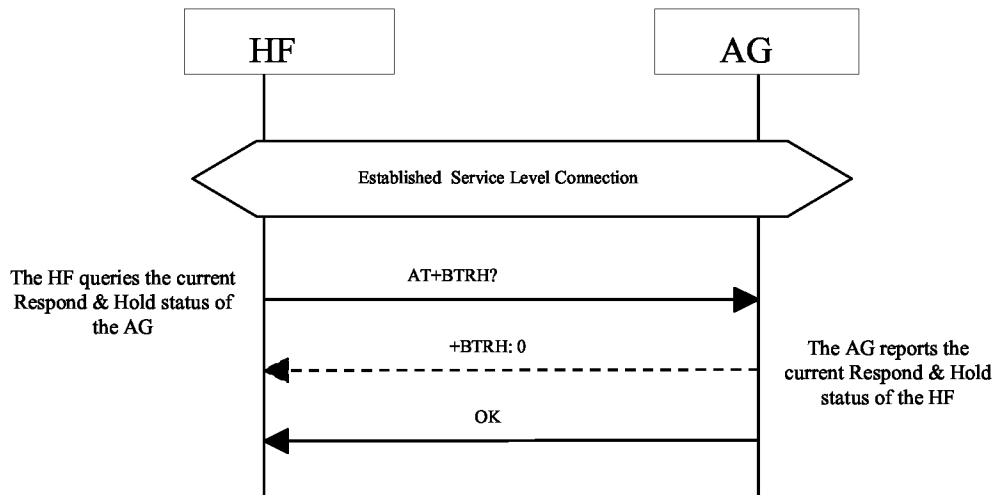 HF
AG
Established Service Level Connection
The HF queries the current
Respond & Hold status of
the AG
AT+BTRH?
+BTRH: 0
The AG reports the
current Respond & Hold
status of the HF
OK